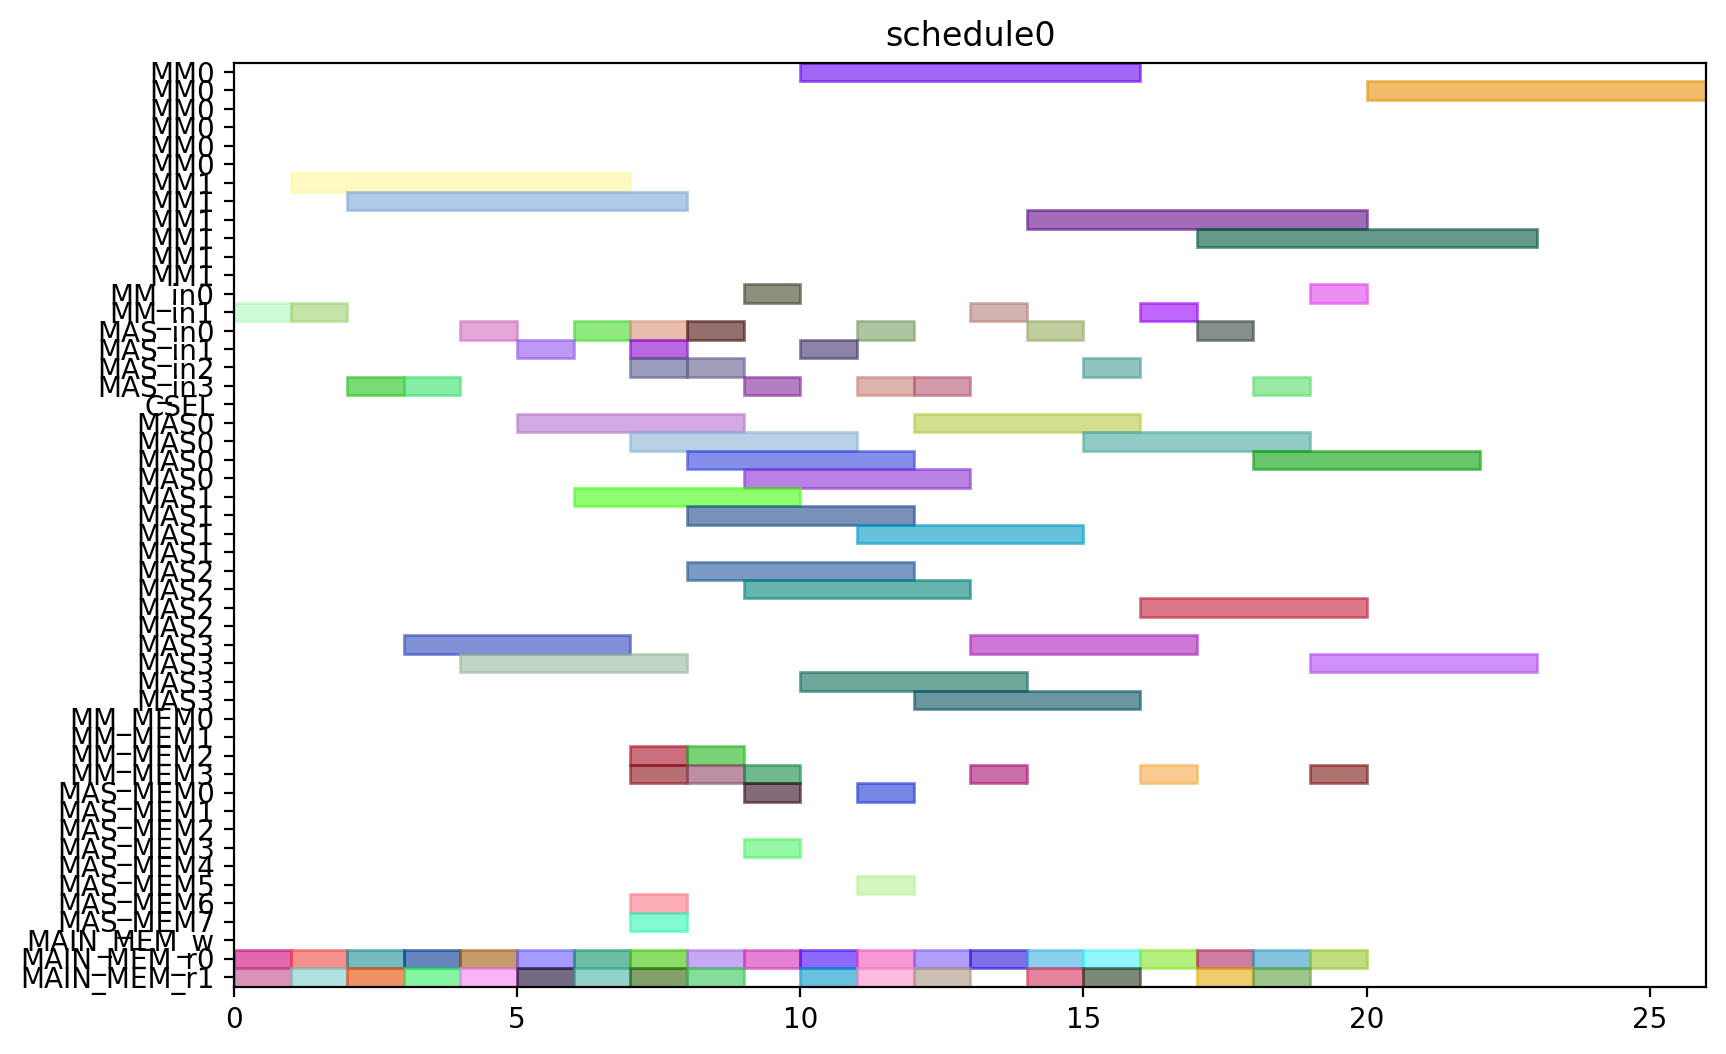 schedule0
MM0
MM0
MM0
MM0
MM0
MM0
MM1
MM1
MM1
MM1
MM1
MM1
MM_in0
MM_in1
MAS_in0
MAS_in1
MAS_in2
MAS_in3
CSEL
MAS0
MAS0
MAS0
MAS0
MAS1
MAS1
MAS1
MAS1
MAS2
MAS2
MAS2
MAS2
MAS3
MAS3
MAS3
MAS3
MM_MEM0
MM_MEM1
MM_MEM2
MM_MEM3
MAS_MEM0
MAS_MEM1
MAS_MEM2
MAS_MEM3
MAS_MEM4
MAS_MEM5
MAS_MEM6
MAS_MEM7
MAIN_MEM_w
MAIN_MEM_r0
MAIN_MEM_r1
0 5 10 15 20 25